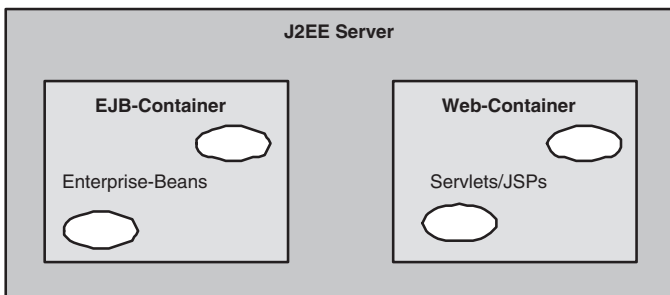 J2EE Server
EJB-Container
Enterprise-Beans
Web-Container
Servlets/JSPs